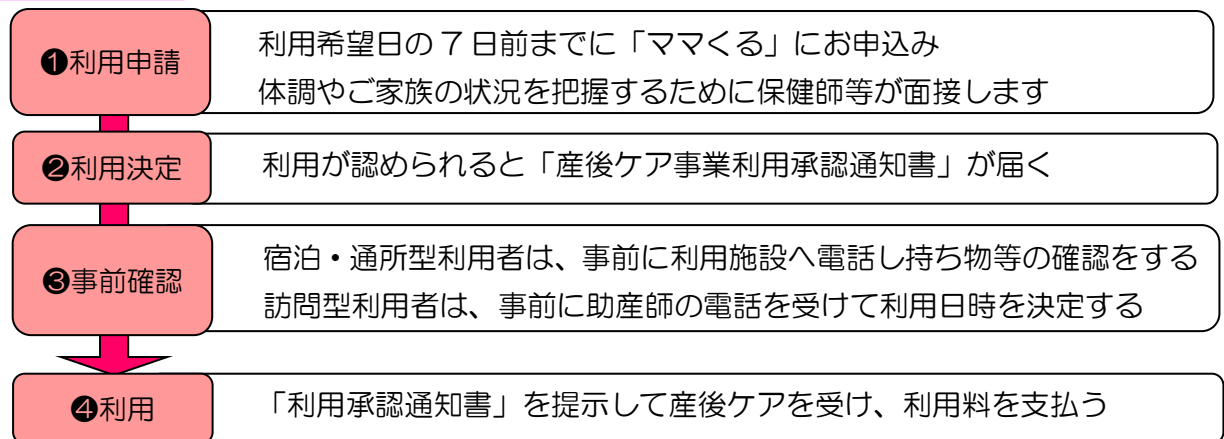 ❶利用申請
利用希望日の7日前までに「ママくる」にお申込み
体調やご家族の状況を把握するために保健師等が面接します
❷利用決定
利用が認められると「産後ケア事業利用承認通知書」が届く
❸事前確認
宿泊・通所型利用者は、事前に利用施設へ電話し持ち物等の確認をする
訪問型利用者は、事前に助産師の電話を受けて利用日時を決定する
❹利用
「利用承認通知書」を提示して産後ケアを受け、利用料を支払う